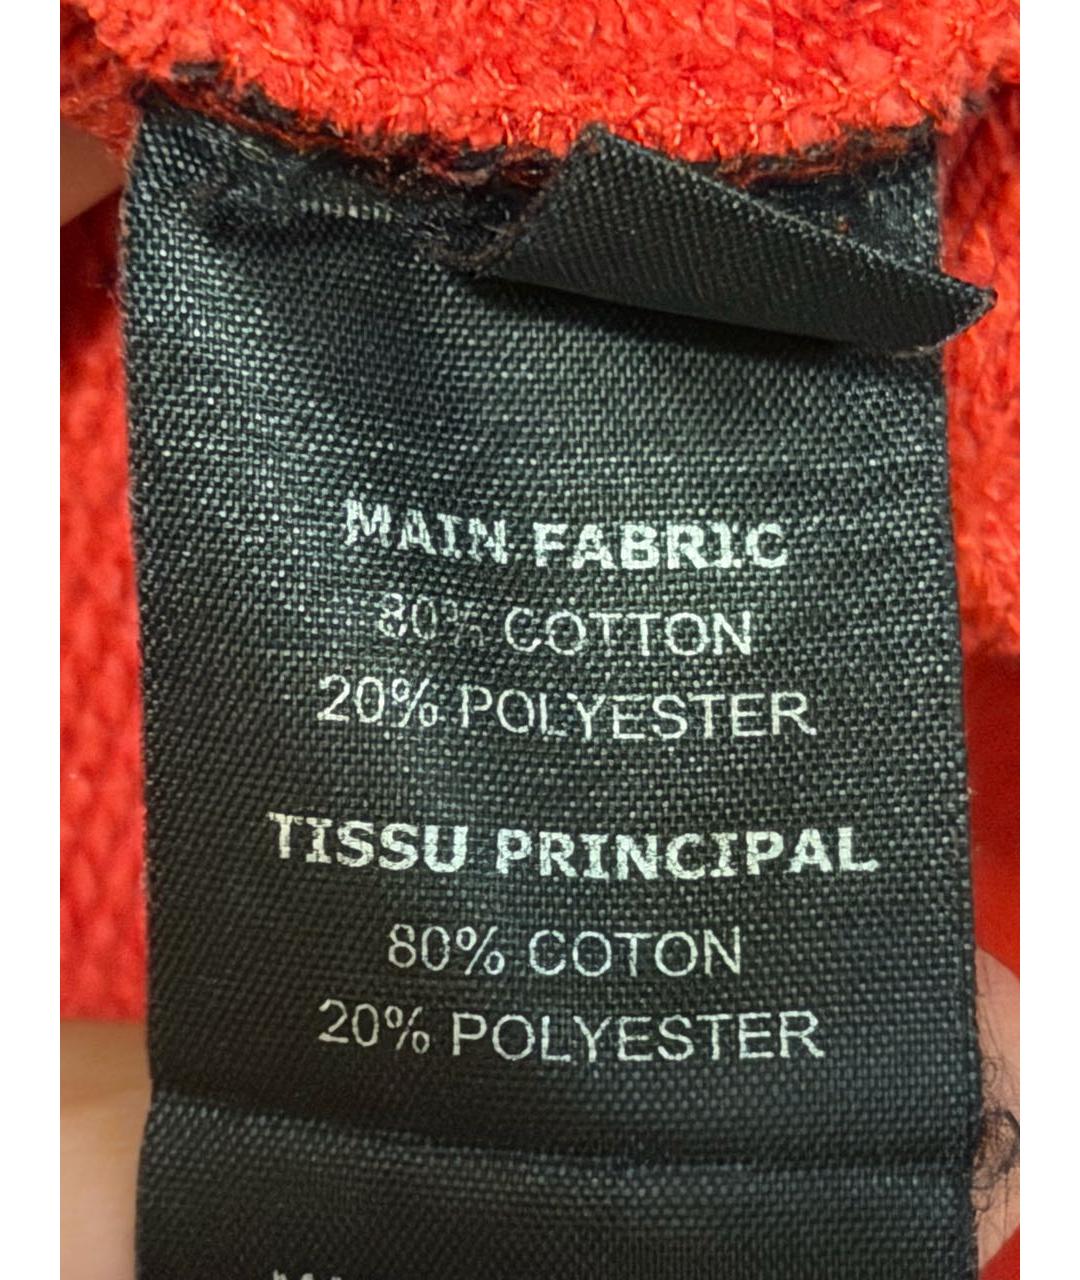 MAIN FABRIC
80% COTTON
20% POLYESTER
TISSU PRINCIPAL
80% COTON
20% POLYESTER